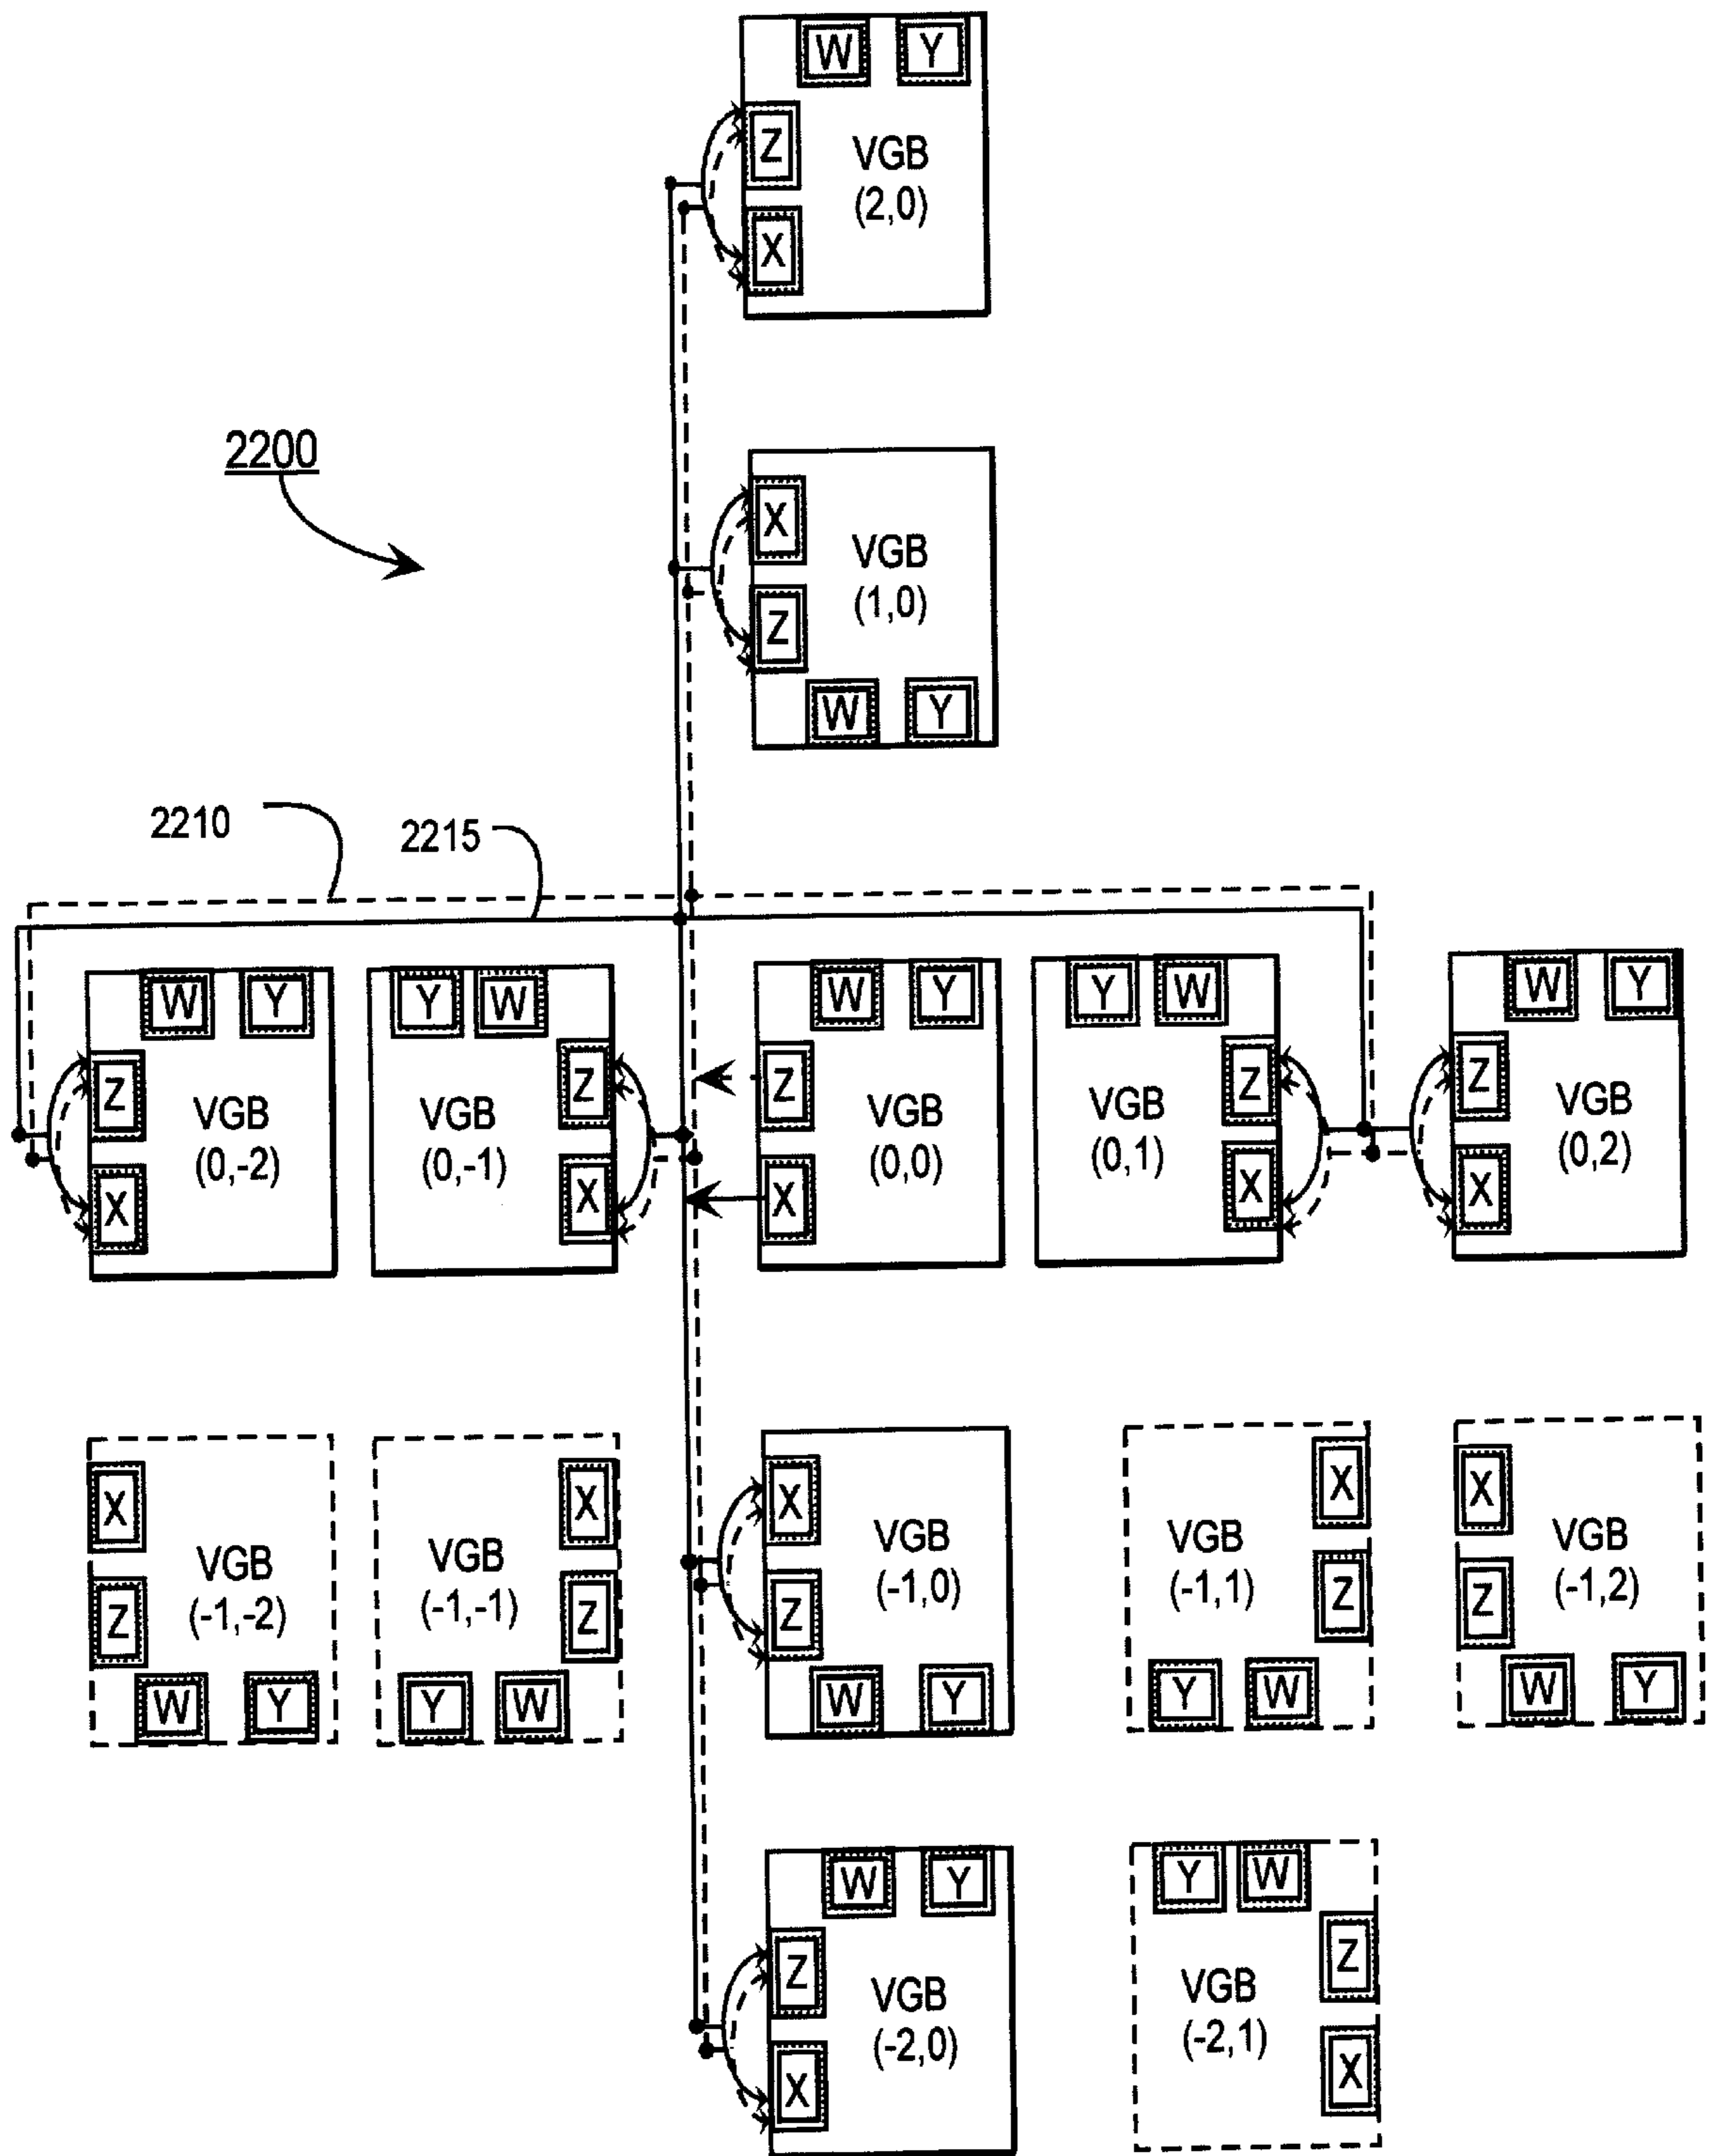 W Y
Z
VGB
(2,0)
X
2200
X
VGB
(1,0)
Z
W Y
2210
2215
W Y
Y W
W Y
Y W
W Y
Z
Z
Z
Z
Z
VGB
(0,-2)
VGB
(0,-1)
VGB
(0,0)
VGB
(0,1)
VGB
(0,2)
X
X
X
X
X
X
X
X
X
X
VGB
(-1,-2)
VGB
(-1,-1)
VGB
(-1,0)
VGB
(-1,1)
VGB
(-1,2)
Z
Z
Z
Z
Z
W Y
Y W
W Y
Y W
W Y
W Y
Y W
Z
Z
VGB
(-2,0)
VGB
(-2,1)
X
X